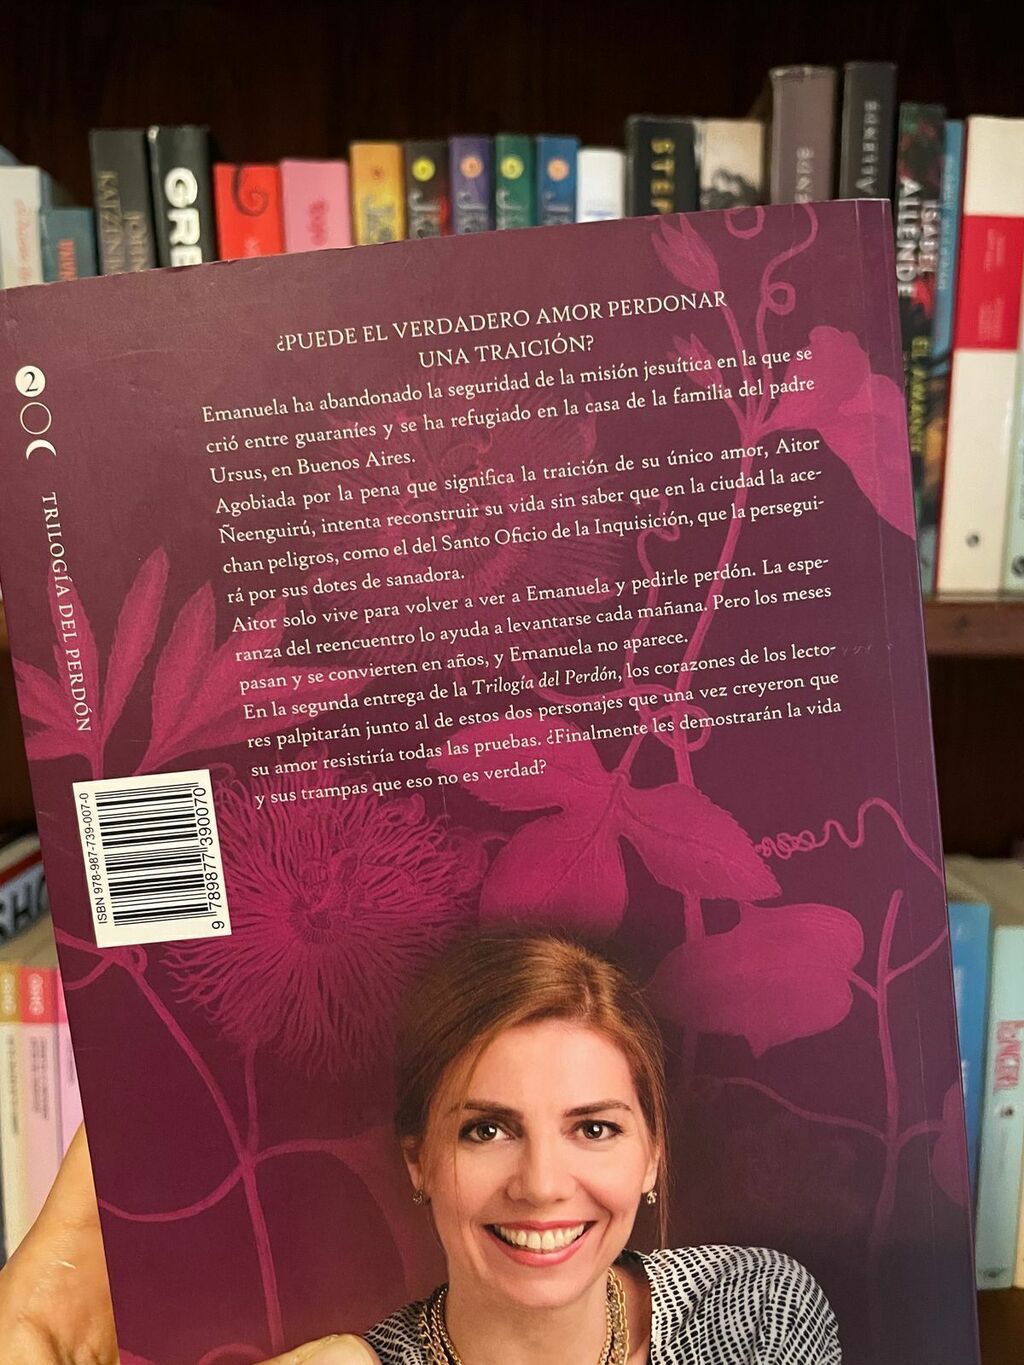 JOHN
KATZEN
GRE
STEP
ISABEL
ALLENDE
EL AMANTE
¿PUEDE EL VERDADERO AMOR PERDONAR
UNA TRAICIÓN?
Emanuela ha abandonado la seguridad de la misión jesuítica en la que se
crió entre guaraníes y se ha refugiado en la casa de la familia del padre
Ursus, en Buenos Aires.
Agobiada por la pena que significa la traición de su único amor, Aitor
Ñeenguirú, intenta reconstruir su vida sin saber que en la ciudad la ace-
chan peligros, como el del Santo Oficio de la Inquisición, que la persegui-
rá por sus dotes de sanadora.
Aitor solo vive para volver a ver a Emanuela y pedirle perdón. La espe-
ranza del reencuentro lo ayuda a levantarse cada mañana. Pero los meses
pasan y se convierten en años, y Emanuela no aparece.
En la segunda entrega de la Trilogía del Perdón, los corazones de los lecto-
res palpitarán junto al de estos dos personajes que una vez creyeron que
su amor resistiría todas las pruebas. ¿Finalmente les demostrarán la vida
y sus trampas que eso no es verdad?
2
TRILOGÍA DEL PERDÓN
ISBN 978-987-739-007-0
9 789877 390070